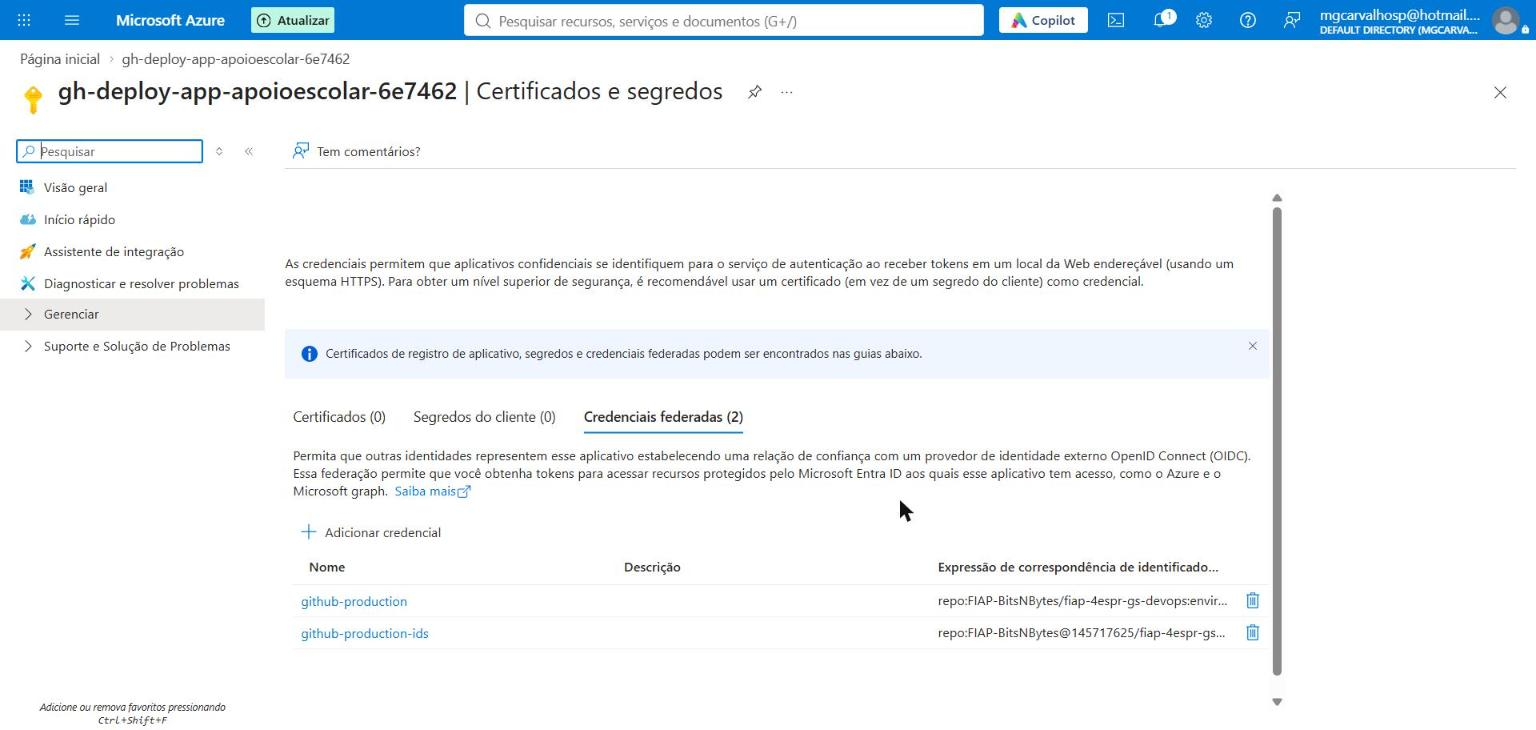 Microsoft Azure
Atualizar
Pesquisar recursos, serviços e documentos (G+/)
Copilot
1
mgcarvalhosp@hotmail....
DEFAULT DIRECTORY (MGCARVA...
Página inicial > gh-deploy-app-apoioescolar-6e7462
gh-deploy-app-apoioescolar-6e7462 | Certificados e segredos
Pesquisar
Tem comentários?
Visão geral
Início rápido
Assistente de integração
Diagnosticar e resolver problemas
Gerenciar
Suporte e Solução de Problemas
As credenciais permitem que aplicativos confidenciais se identifiquem para o serviço de autenticação ao receber tokens em um local da Web endereçável (usando um
esquema HTTPS). Para obter um nível superior de segurança, é recomendável usar um certificado (em vez de um segredo do cliente) como credencial.
Certificados de registro de aplicativo, segredos e credenciais federadas podem ser encontrados nas guias abaixo.
Certificados (0) Segredos do cliente (0) Credenciais federadas (2)
Permita que outras identidades representem esse aplicativo estabelecendo uma relação de confiança com um provedor de identidade externo OpenID Connect (OIDC).
Essa federação permite que você obtenha tokens para acessar recursos protegidos pelo Microsoft Entra ID aos quais esse aplicativo tem acesso, como o Azure e o
Microsoft graph. Saiba mais
Adicionar credencial
Nome Descrição Expressão de correspondência de identificado...
github-production repo:FIAP-BitsNBytes/fiap-4espr-gs-devops:envir...
github-production-ids repo:FIAP-BitsNBytes@145717625/fiap-4espr-gs...
Adicione ou remova favoritos pressionando
Ctrl+Shift+F